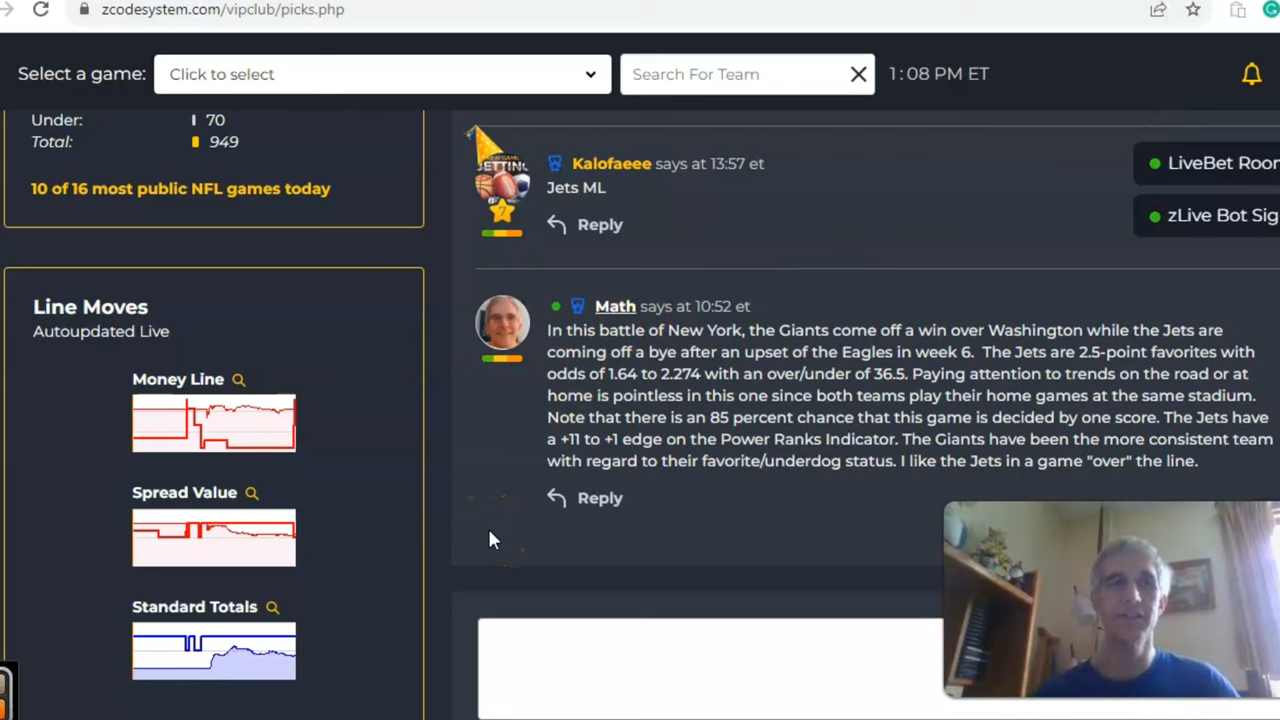 zcodesystem.com/vipclub/picks.php
Select a game:
Click to select
Search For Team
1:08 PM ET
Under: 70
Total: 949
10 of 16 most public NFL games today
Line Moves
Autoupdated Live
Money Line
Spread Value
Standard Totals
BETTING
7
Kalofaeee says at 13:57 et
Jets ML
Reply
Math says at 10:52 et
In this battle of New York, the Giants come off a win over Washington while the Jets are
coming off a bye after an upset of the Eagles in week 6. The Jets are 2.5-point favorites with
odds of 1.64 to 2.274 with an over/under of 36.5. Paying attention to trends on the road or at
home is pointless in this one since both teams play their home games at the same stadium.
Note that there is an 85 percent chance that this game is decided by one score. The Jets have
a +11 to +1 edge on the Power Ranks Indicator. The Giants have been the more consistent team
with regard to their favorite/underdog status. I like the Jets in a game "over" the line.
Reply
LiveBet Roon
zLive Bot Sig